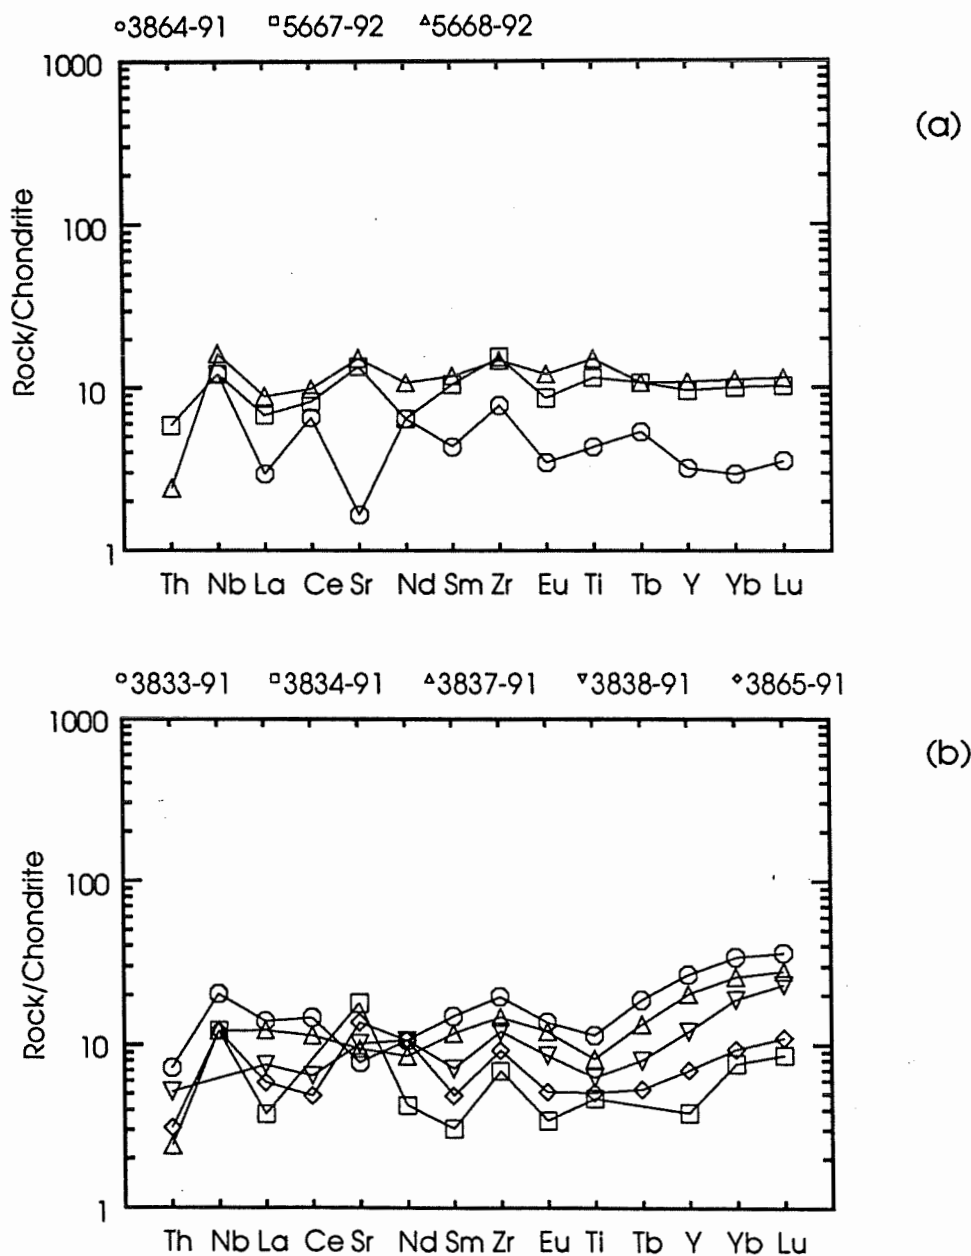 ○3864-91 □5667-92 △5668-92
1000
(a)
100
Rock/Chondrite
10
1
Th Nb La Ce Sr Nd Sm Zr Eu Ti Tb Y Yb Lu
○3833-91 □3834-91 △3837-91 ▽3838-91 ◇3865-91
1000
(b)
100
Rock/Chondrite
10
1
Th Nb La Ce Sr Nd Sm Zr Eu Ti Tb Y Yb Lu